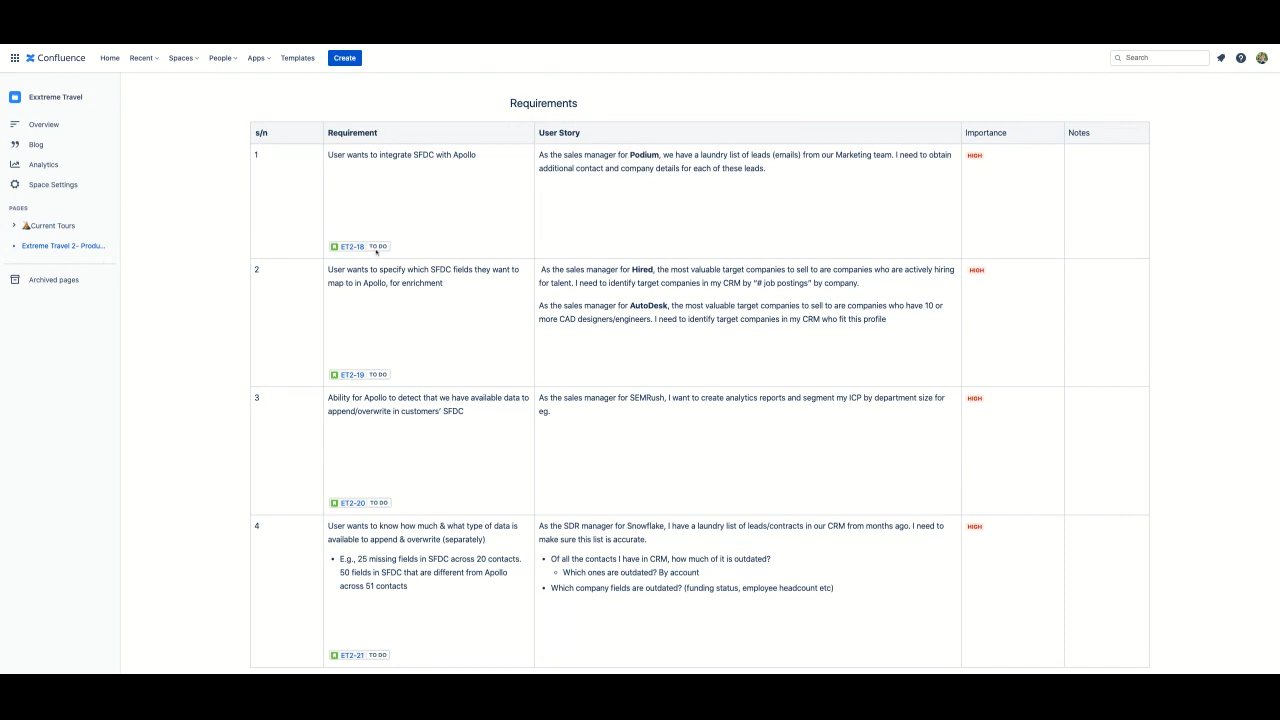 Confluence
Home
Recent
Spaces
People
Apps
Templates
Create
Search
Exxtreme Travel
Overview
Blog
Analytics
Space Settings
PAGES
Current Tours
Extreme Travel 2- Produ...
Archived pages
Requirements
s/n
Requirement
User Story
Importance
Notes
1
User wants to integrate SFDC with Apollo
ET2-18 TO DO
As the sales manager for Podium, we have a laundry list of leads (emails) from our Marketing team. I need to obtain
additional contact and company details for each of these leads.
HIGH
2
User wants to specify which SFDC fields they want to
map to in Apollo, for enrichment
ET2-19 TO DO
As the sales manager for Hired, the most valuable target companies to sell to are companies who are actively hiring
for talent. I need to identify target companies in my CRM by "# job postings" by company.
As the sales manager for AutoDesk, the most valuable target companies to sell to are companies who have 10 or
more CAD designers/engineers. I need to identify target companies in my CRM who fit this profile
HIGH
3
Ability for Apollo to detect that we have available data to
append/overwrite in customers' SFDC
ET2-20 TO DO
As the sales manager for SEMRush, I want to create analytics reports and segment my ICP by department size for
eg.
HIGH
4
User wants to know how much & what type of data is
available to append & overwrite (separately)
• E.g., 25 missing fields in SFDC across 20 contacts.
50 fields in SFDC that are different from Apollo
across 51 contacts
ET2-21 TO DO
As the SDR manager for Snowflake, I have a laundry list of leads/contracts in our CRM from months ago. I need to
make sure this list is accurate.
• Of all the contacts I have in CRM, how much of it is outdated?
◦ Which ones are outdated? By account
• Which company fields are outdated? (funding status, employee headcount etc)
HIGH